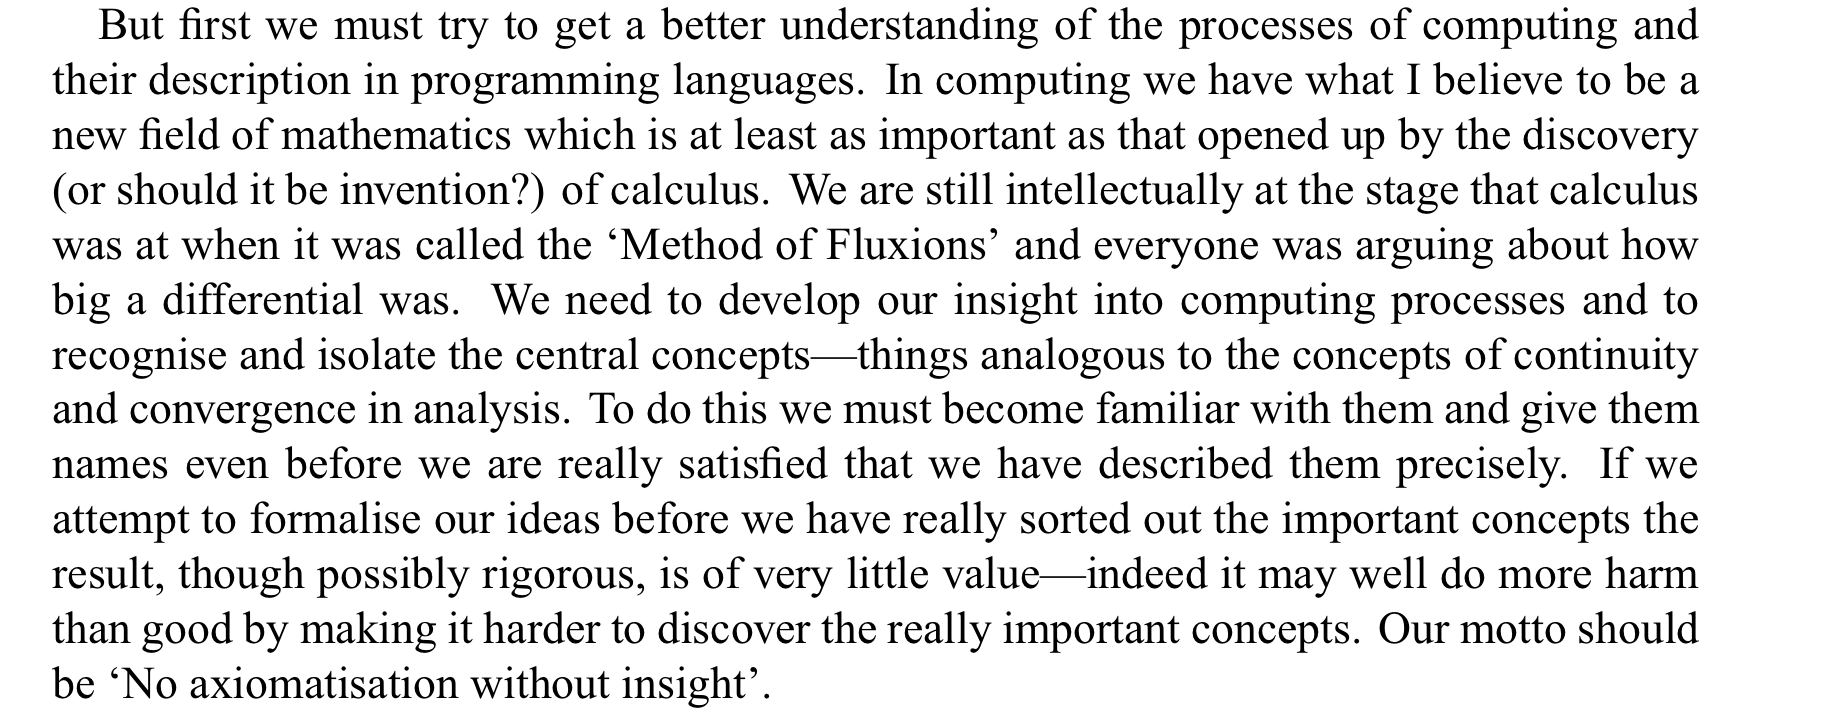 But first we must try to get a better understanding of the processes of computing and
their description in programming languages. In computing we have what I believe to be a
new field of mathematics which is at least as important as that opened up by the discovery
(or should it be invention?) of calculus. We are still intellectually at the stage that calculus
was at when it was called the ‘Method of Fluxions’ and everyone was arguing about how
big a differential was. We need to develop our insight into computing processes and to
recognise and isolate the central concepts—things analogous to the concepts of continuity
and convergence in analysis. To do this we must become familiar with them and give them
names even before we are really satisfied that we have described them precisely. If we
attempt to formalise our ideas before we have really sorted out the important concepts the
result, though possibly rigorous, is of very little value—indeed it may well do more harm
than good by making it harder to discover the really important concepts. Our motto should
be ‘No axiomatisation without insight’.